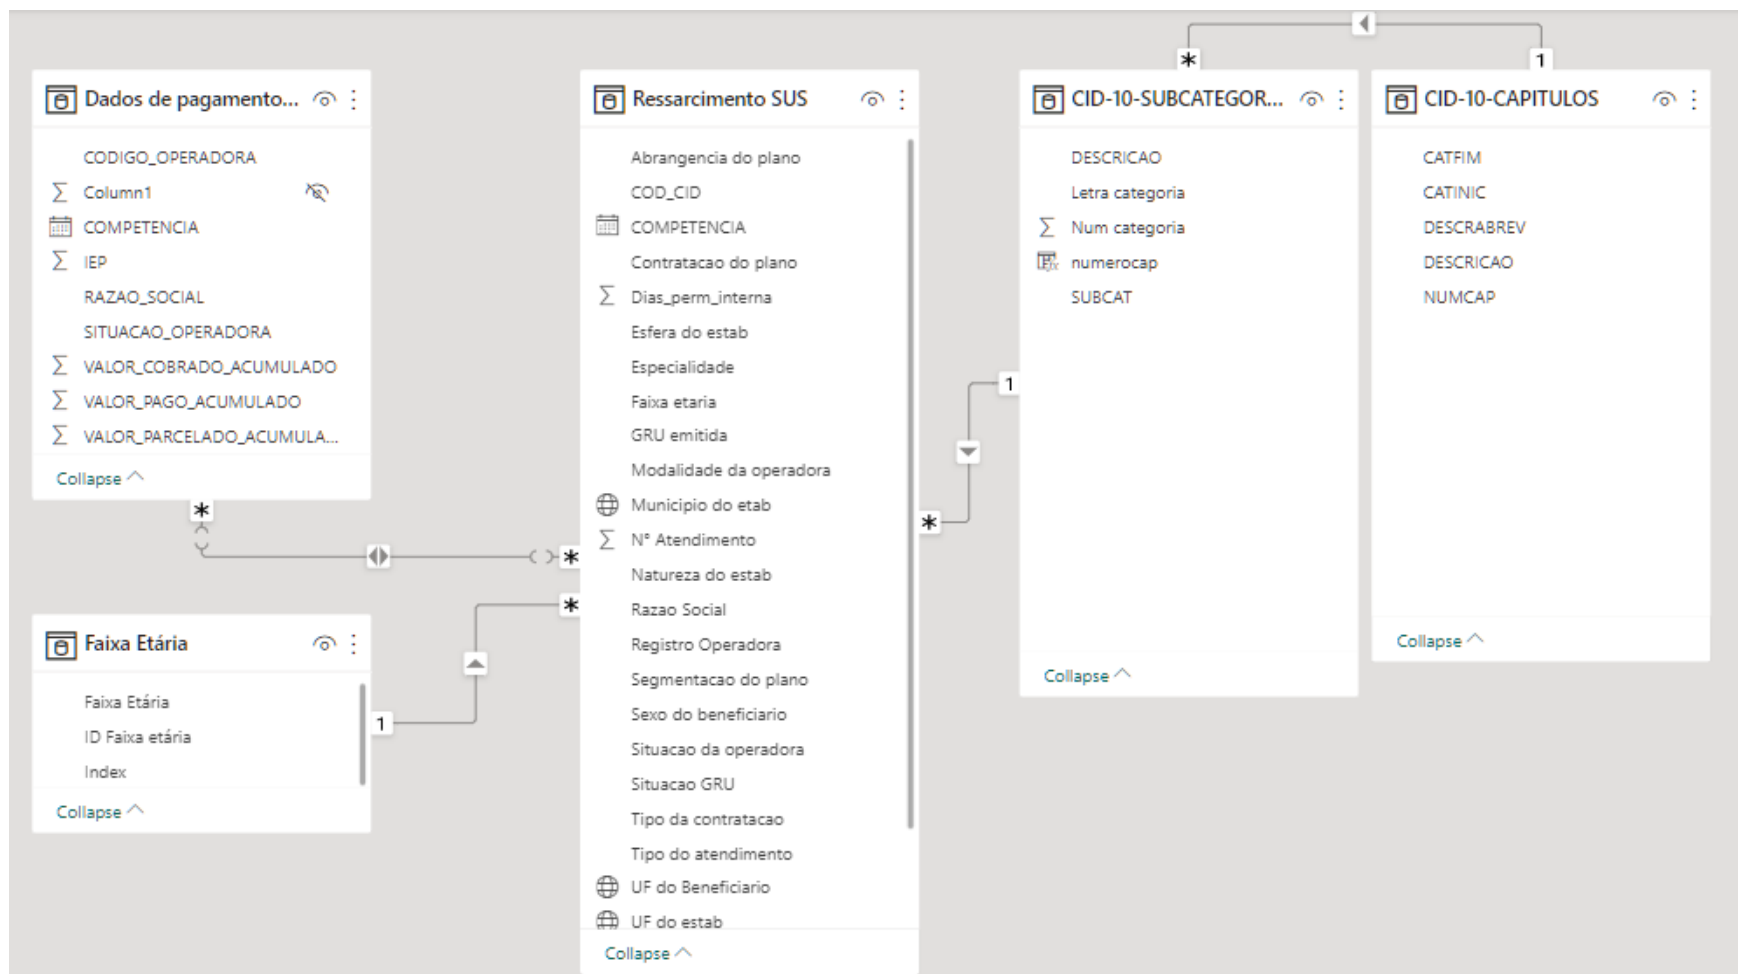 Dados de pagamento...
CODIGO_OPERADORA
Column1
COMPETENCIA
IEP
RAZAO_SOCIAL
SITUACAO_OPERADORA
VALOR_COBRADO_ACUMULADO
VALOR_PAGO_ACUMULADO
VALOR_PARCELADO_ACUMULA...
Collapse
*
*
Faixa Etária
Faixa Etária
ID Faixa etária
Index
Collapse
1
*
Ressarcimento SUS
Abrangencia do plano
COD_CID
COMPETENCIA
Contratacao do plano
Dias_perm_interna
Esfera do estab
Especialidade
Faixa etaria
GRU emitida
Modalidade da operadora
Municipio do etab
N° Atendimento
Natureza do estab
Razao Social
Registro Operadora
Segmentacao do plano
Sexo do beneficiario
Situacao da operadora
Situacao GRU
Tipo da contratacao
Tipo do atendimento
UF do Beneficiario
UF do estab
Collapse
*
1
*
CID-10-SUBCATEGOR...
DESCRICAO
Letra categoria
Num categoria
numerocap
SUBCAT
Collapse
1
CID-10-CAPITULOS
CATFIM
CATINIC
DESCRABREV
DESCRICAO
NUMCAP
Collapse